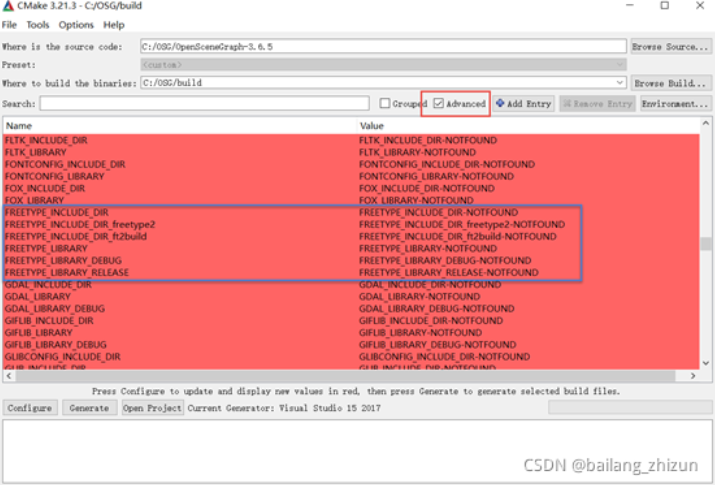 CMake 3.21.3 - C:/OSG/build
File Tools Options Help
Where is the source code: C:/OSG/OpenSceneGraph-3.6.5 Browse Source...
Preset: <custom>
Where to build the binaries: C:/OSG/build Browse Build...
Search: Grouped Advanced Add Entry Remove Entry Environment...
Name Value
FLTK_INCLUDE_DIR FLTK_INCLUDE_DIR-NOTFOUND
FLTK_LIBRARY FLTK_LIBRARY-NOTFOUND
FONTCONFIG_INCLUDE_DIR FONTCONFIG_INCLUDE_DIR-NOTFOUND
FONTCONFIG_LIBRARY FONTCONFIG_LIBRARY-NOTFOUND
FOX_INCLUDE_DIR FOX_INCLUDE_DIR-NOTFOUND
FOX_LIBRARY FOX_LIBRARY-NOTFOUND
FREETYPE_INCLUDE_DIR FREETYPE_INCLUDE_DIR-NOTFOUND
FREETYPE_INCLUDE_DIR_freetype2 FREETYPE_INCLUDE_DIR_freetype2-NOTFOUND
FREETYPE_INCLUDE_DIR_ft2build FREETYPE_INCLUDE_DIR_ft2build-NOTFOUND
FREETYPE_LIBRARY FREETYPE_LIBRARY-NOTFOUND
FREETYPE_LIBRARY_DEBUG FREETYPE_LIBRARY_DEBUG-NOTFOUND
FREETYPE_LIBRARY_RELEASE FREETYPE_LIBRARY_RELEASE-NOTFOUND
GDAL_INCLUDE_DIR GDAL_INCLUDE_DIR-NOTFOUND
GDAL_LIBRARY GDAL_LIBRARY-NOTFOUND
GDAL_LIBRARY_DEBUG GDAL_LIBRARY_DEBUG-NOTFOUND
GIFLIB_INCLUDE_DIR GIFLIB_INCLUDE_DIR-NOTFOUND
GIFLIB_LIBRARY GIFLIB_LIBRARY-NOTFOUND
GIFLIB_LIBRARY_DEBUG GIFLIB_LIBRARY_DEBUG-NOTFOUND
GLIBCONFIG_INCLUDE_DIR GLIBCONFIG_INCLUDE_DIR-NOTFOUND
GLIB_INCLUDE_DIR GLIB_INCLUDE_DIR-NOTFOUND
Press Configure to update and display new values in red, then press Generate to generate selected build files.
Configure Generate Open Project Current Generator: Visual Studio 15 2017
CSDN @bailang_zhizun